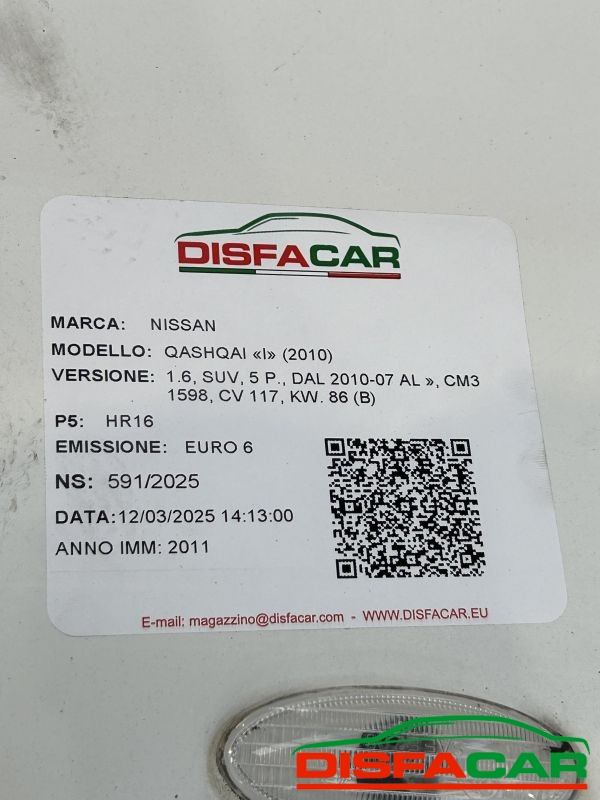 DISFACAR
MARCA: NISSAN
MODELLO: QASHQAI «I» (2010)
VERSIONE: 1.6, SUV, 5 P., DAL 2010-07 AL », CM3
1598, CV 117, KW. 86 (B)
P5: HR16
EMISSIONE: EURO 6
NS: 591/2025
DATA:12/03/2025 14:13:00
ANNO IMM: 2011
E-mail: magazzino@disfacar.com - WWW.DISFACAR.EU
DISFACAR